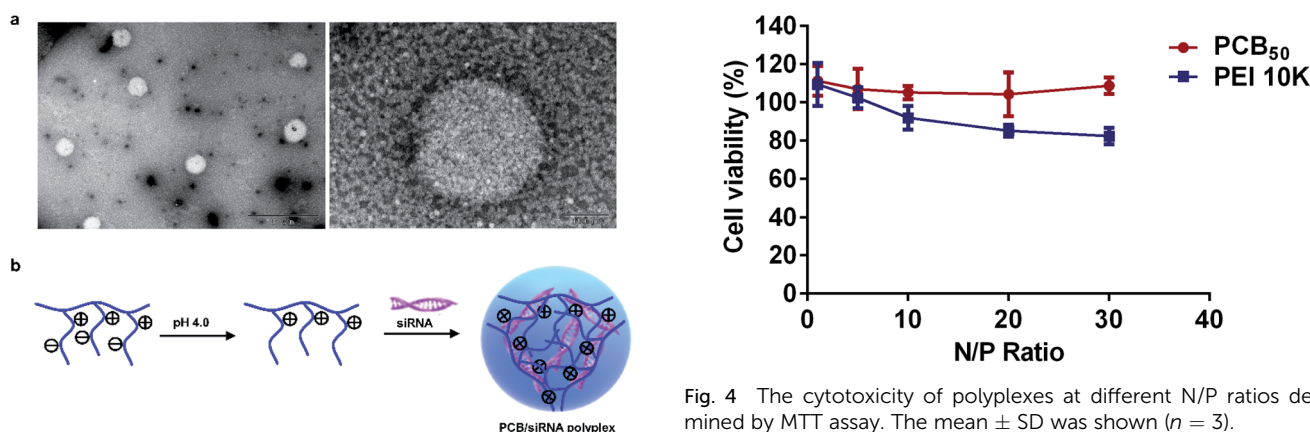 a
b
pH 4.0
siRNA
PCB/siRNA polyplex
140
120
100
80
60
40
20
0
Cell viability (%)
0 10 20 30 40
N/P Ratio
PCB50
PEI 10K
Fig. 4 The cytotoxicity of polyplexes at different N/P ratios de
mined by MTT assay. The mean ± SD was shown (n = 3).